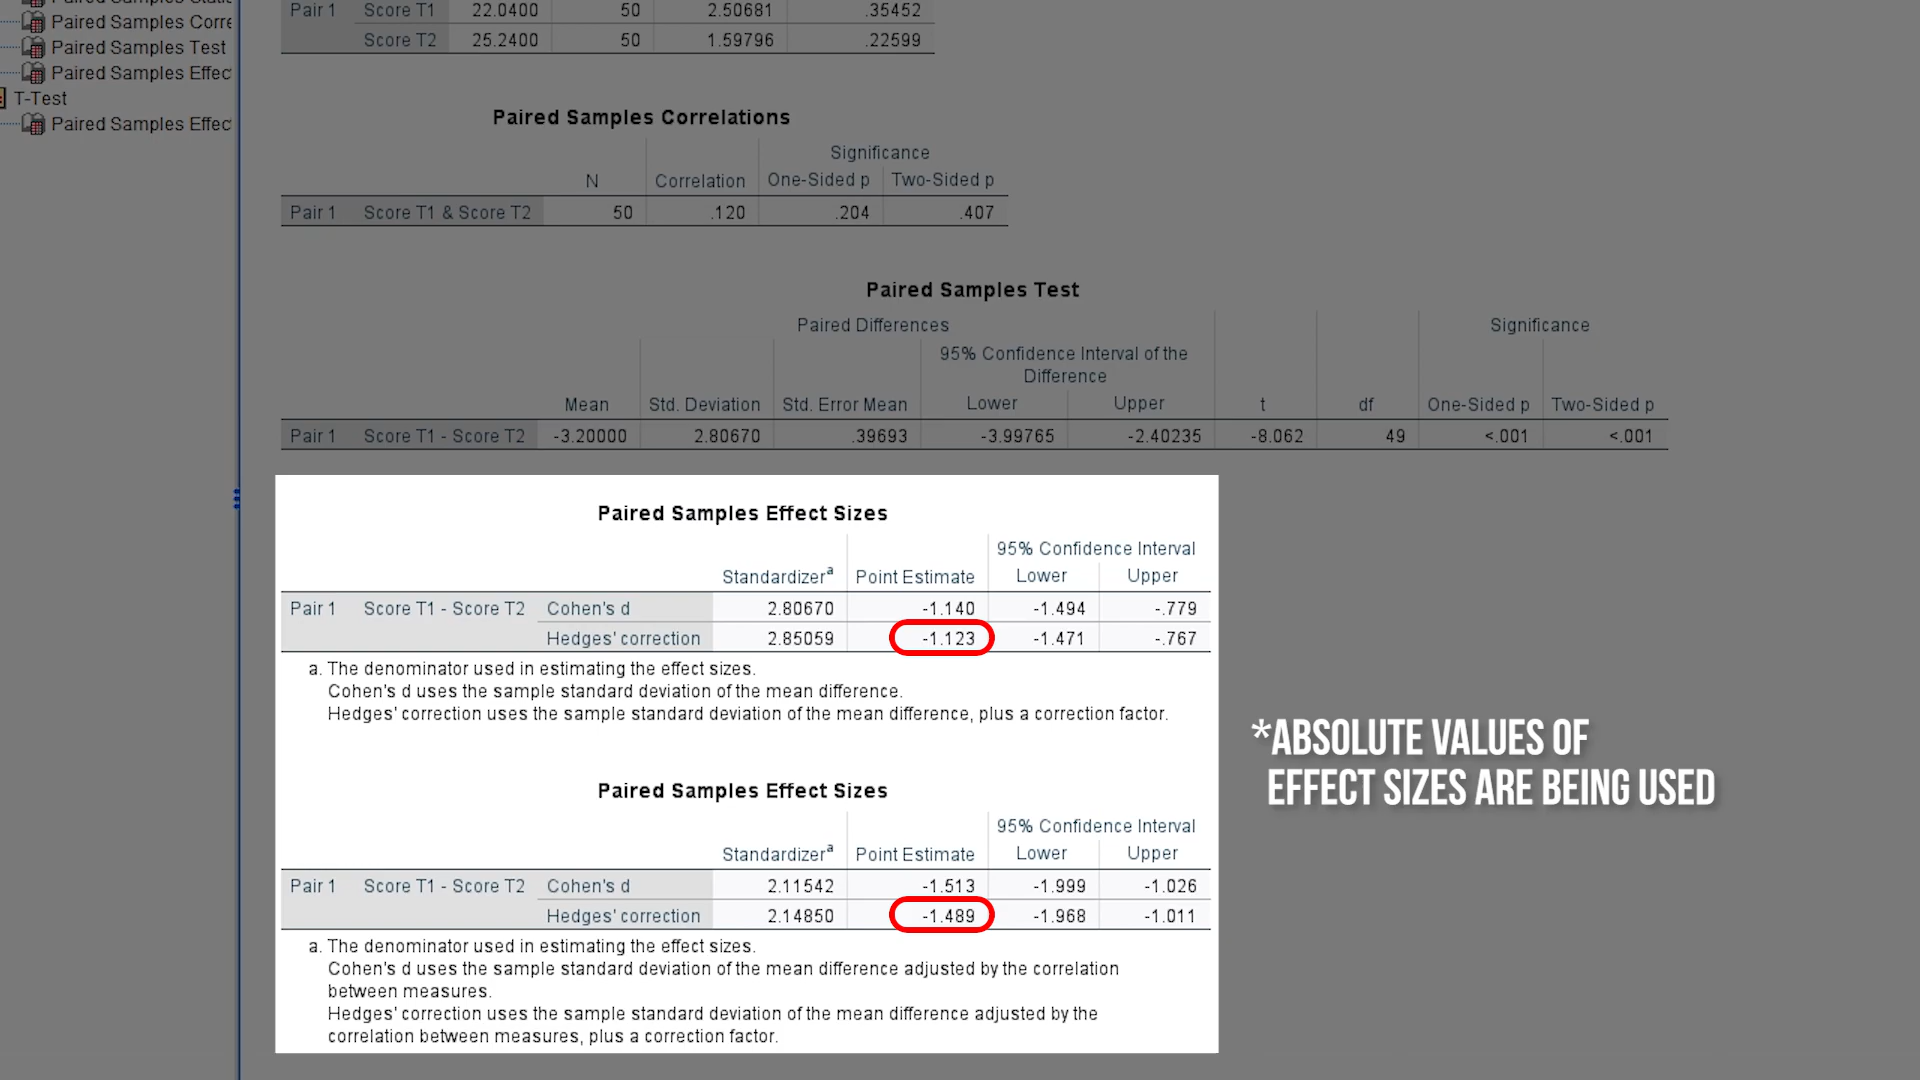 Paired Samples Corre
Paired Samples Test
Paired Samples Effec
T-Test
Paired Samples Effec
Pair 1 Score T1 22.0400 50 2.50681 .35452
Score T2 25.2400 50 1.59796 .22599
Paired Samples Correlations
Significance
N Correlation One-Sided p Two-Sided p
Pair 1 Score T1 & Score T2 50 .120 .204 .407
Paired Samples Test
Paired Differences Significance
95% Confidence Interval of the
Difference
Mean Std. Deviation Std. Error Mean Lower Upper t df One-Sided p Two-Sided p
Pair 1 Score T1 - Score T2 -3.20000 2.80670 .39693 -3.99765 -2.40235 -8.062 49 <.001 <.001
Paired Samples Effect Sizes
95% Confidence Interval
Standardizerᵃ Point Estimate Lower Upper
Pair 1 Score T1 - Score T2 Cohen's d 2.80670 -1.140 -1.494 -.779
Hedges' correction 2.85059 -1.123 -1.471 -.767
a. The denominator used in estimating the effect sizes.
Cohen's d uses the sample standard deviation of the mean difference.
Hedges' correction uses the sample standard deviation of the mean difference, plus a correction factor.
*ABSOLUTE VALUES OF
EFFECT SIZES ARE BEING USED
Paired Samples Effect Sizes
95% Confidence Interval
Standardizerᵃ Point Estimate Lower Upper
Pair 1 Score T1 - Score T2 Cohen's d 2.11542 -1.513 -1.999 -1.026
Hedges' correction 2.14850 -1.489 -1.968 -1.011
a. The denominator used in estimating the effect sizes.
Cohen's d uses the sample standard deviation of the mean difference adjusted by the correlation
between measures.
Hedges' correction uses the sample standard deviation of the mean difference adjusted by the
correlation between measures, plus a correction factor.